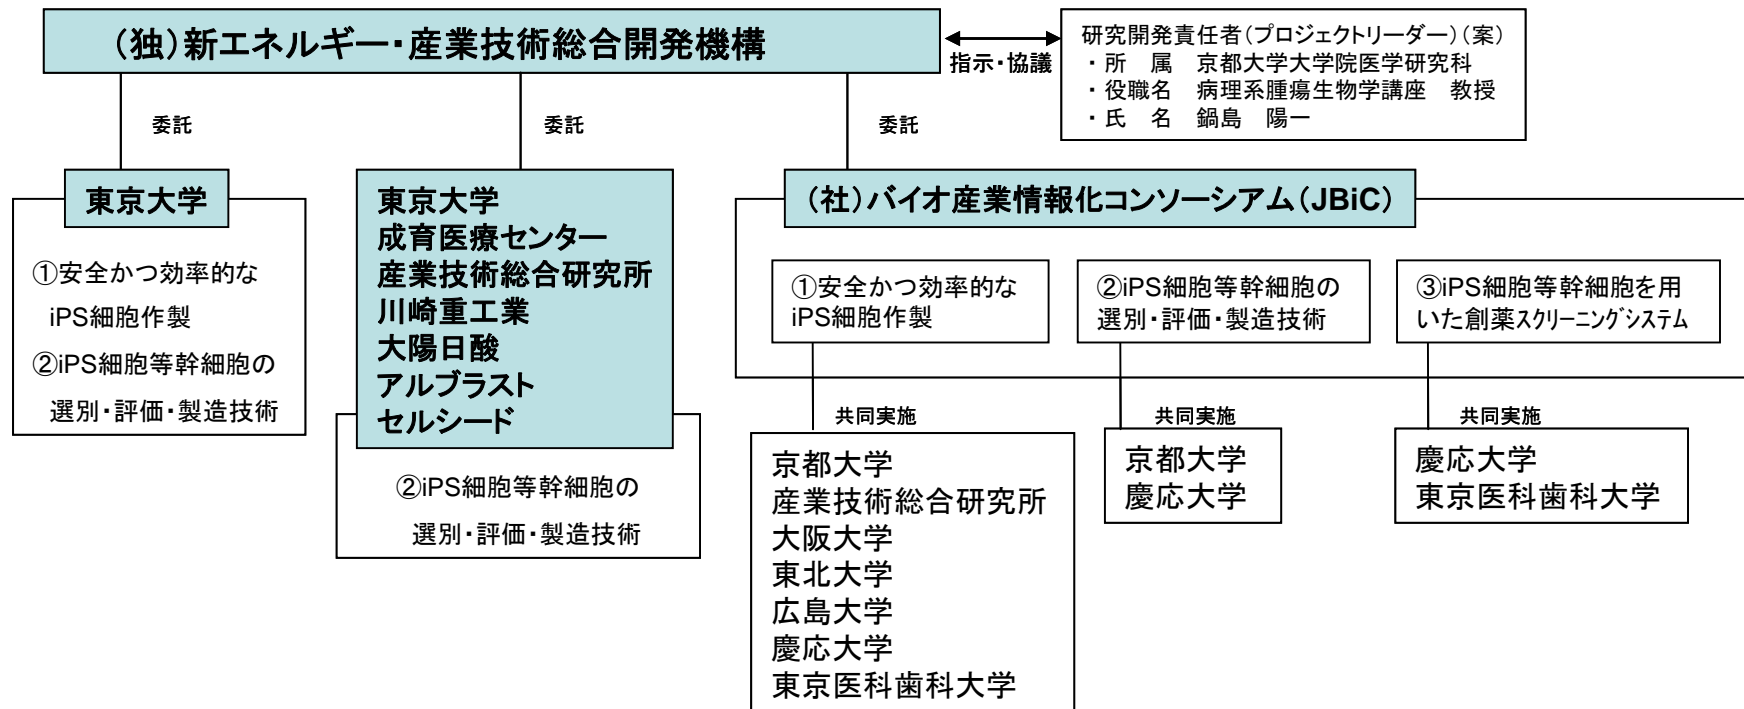 （独）新エネルギー・産業技術総合開発機構
指示・協議
研究開発責任者（プロジェクトリーダー）（案）
・所　属　京都大学大学院医学研究科
・役職名　病理系腫瘍生物学講座　教授
・氏　名　鍋島　陽一
委託
委託
委託
東京大学
①安全かつ効率的な
iPS細胞作製
②iPS細胞等幹細胞の
選別・評価・製造技術
東京大学
成育医療センター
産業技術総合研究所
川崎重工業
大陽日酸
アルブラスト
セルシード
②iPS細胞等幹細胞の
選別・評価・製造技術
（社）バイオ産業情報化コンソーシアム（JBiC）
①安全かつ効率的な
iPS細胞作製
②iPS細胞等幹細胞の
選別・評価・製造技術
③iPS細胞等幹細胞を用
いた創薬ｽｸﾘｰﾆﾝｸﾞｼｽﾃﾑ
共同実施
共同実施
共同実施
京都大学
産業技術総合研究所
大阪大学
東北大学
広島大学
慶応大学
東京医科歯科大学
京都大学
慶応大学
慶応大学
東京医科歯科大学